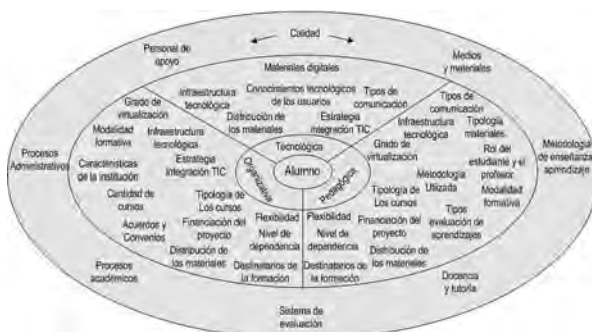 Calidad
Personal de
apoyo
Medios
y materiales
Materiales digitales
Infraestructura
tecnológica
Conocimientos tecnológicos
de los usuarios
Tipos de
comunicación
Distribución de
los materiales
Estrategia
integración TIC
Tecnológica
Grado de
virtualización
Modalidad
formativa
Infraestructura
tecnológica
Características
de la institución
Estrategia
integración TIC
Cantidad de
cursos
Tipología de
Los cursos
Acuerdos y
Convenios
Financiación del
proyecto
Flexibilidad
Nivel de
dependencia
Distribución de
los materiales
Destinatarios de
la formación
Organizativa
Alumno
Pedagógica
Tipos de
comunicación
Infraestructura
tecnológica
Tipología
materiales.
Grado de
virtualización
Rol del
estudiante y el
profesor
Metodología
Utilizada
Modalidad
formativa
Tipología de
Los cursos
Tipos
evaluación de
aprendizajes
Flexibilidad
Financiación del
proyecto
Nivel de
dependencia
Distribución de
los materiales
Destinatarios de
la formación
Procesos
Administrativos
Metodología
de enseñanza
aprendizaje
Procesos
académicos
Docencia
y tutoría
Sistema de
evaluación